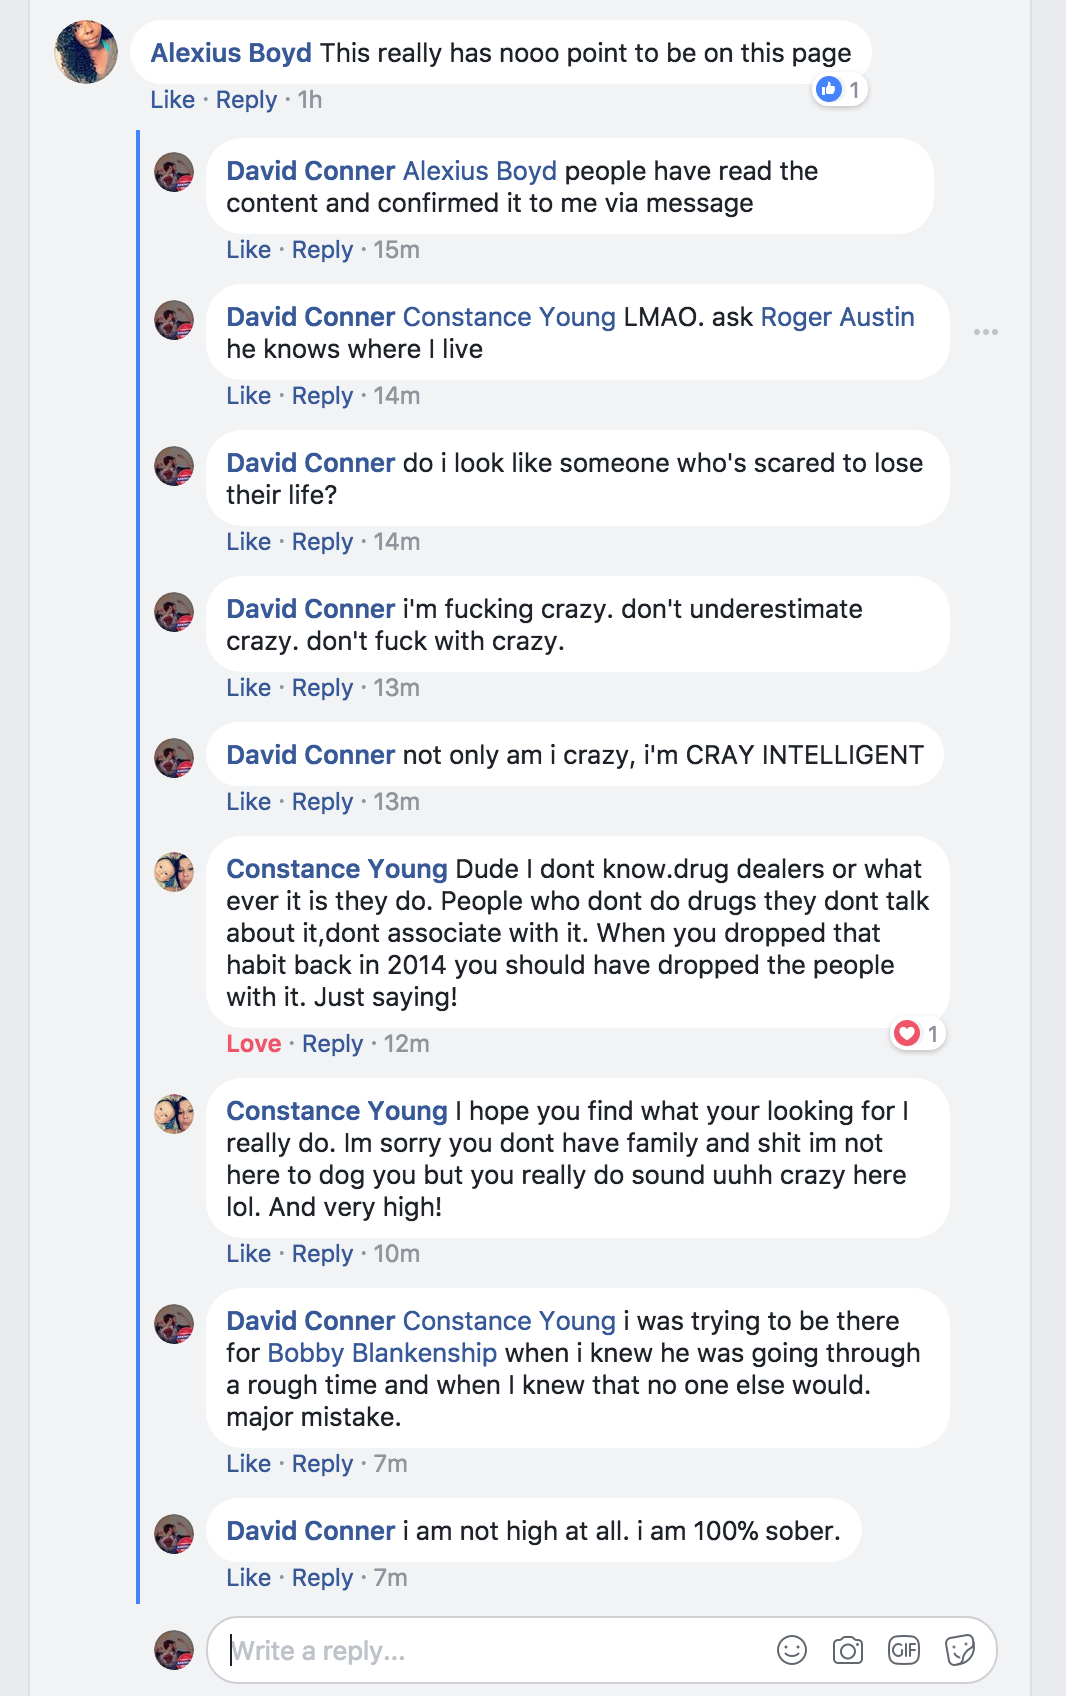 Alexius Boyd This really has nooo point to be on this page
Like · Reply · 1h
1
David Conner Alexius Boyd people have read the
content and confirmed it to me via message
Like · Reply · 15m
David Conner Constance Young LMAO. ask Roger Austin
he knows where I live
Like · Reply · 14m
David Conner do i look like someone who's scared to lose
their life?
Like · Reply · 14m
David Conner i'm fucking crazy. don't underestimate
crazy. don't fuck with crazy.
Like · Reply · 13m
David Conner not only am i crazy, i'm CRAY INTELLIGENT
Like · Reply · 13m
Constance Young Dude I dont know.drug dealers or what
ever it is they do. People who dont do drugs they dont talk
about it,dont associate with it. When you dropped that
habit back in 2014 you should have dropped the people
with it. Just saying!
Love · Reply · 12m
1
Constance Young I hope you find what your looking for I
really do. Im sorry you dont have family and shit im not
here to dog you but you really do sound uuhh crazy here
lol. And very high!
Like · Reply · 10m
David Conner Constance Young i was trying to be there
for Bobby Blankenship when i knew he was going through
a rough time and when I knew that no one else would.
major mistake.
Like · Reply · 7m
David Conner i am not high at all. i am 100% sober.
Like · Reply · 7m
Write a reply...
GIF